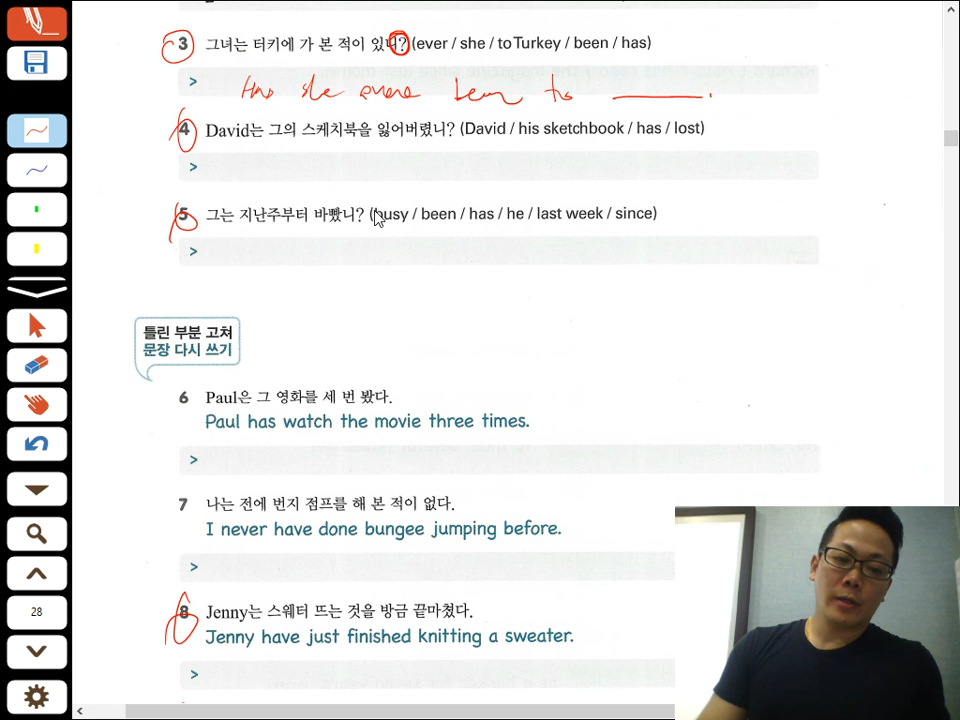 3 그녀는 터키에 가 본 적이 있니? (ever / she / to Turkey / been / has)
> Has she been to
4 David는 그의 스케치북을 잃어버렸니? (David / his sketchbook / has / lost)
>
5 그는 지난주부터 바빴니? (busy / been / has / he / last week / since)
>
틀린 부분 고쳐
문장 다시 쓰기
6 Paul은 그 영화를 세 번 봤다.
Paul has watch the movie three times.
>
7 나는 전에 번지 점프를 해 본 적이 없다.
I never have done bungee jumping before.
>
8 Jenny는 스웨터 뜨는 것을 방금 끝마쳤다.
Jenny have just finished knitting a sweater.
>
28